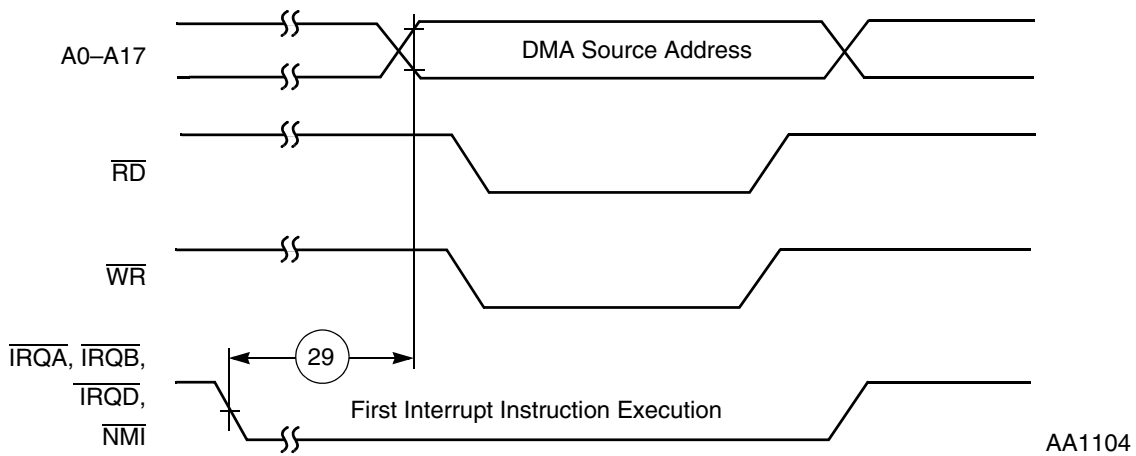 A0–A17
DMA Source Address
RD
WR
IRQA, IRQB,
IRQD,
NMI
29
First Interrupt Instruction Execution
AA1104